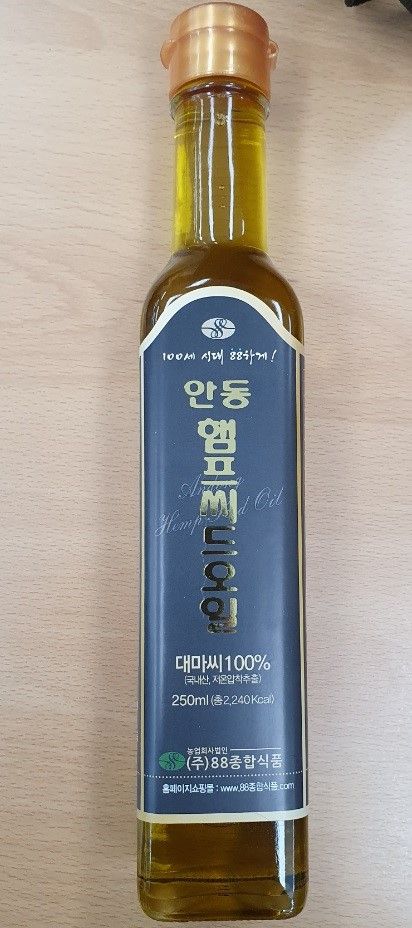 88
100세 시대 88하게!
안동
햄프씨드오일
Andong
Hemp Seed Oil
대마씨100%
(국내산, 저온압착추출)
250ml (총2,240Kcal)
농업회사법인
(주)88종합식품
홈페이지쇼핑몰 : www.88종합식품.com